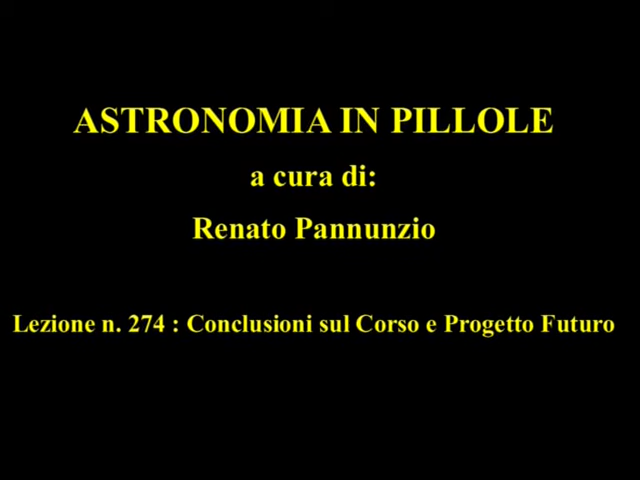 ASTRONOMIA IN PILLOLE
a cura di:
Renato Pannunzio
Lezione n. 274 : Conclusioni sul Corso e Progetto Futuro